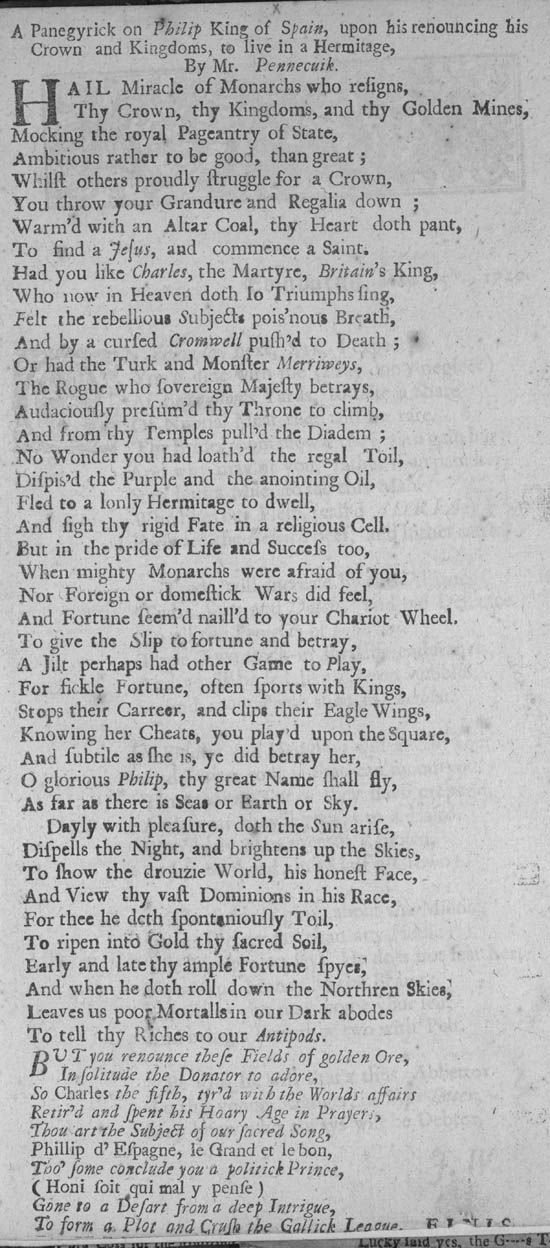 A Panegyrick on Philip King of Spain, upon his renouncing his
Crown and Kingdoms, to live in a Hermitage,
By Mr. Pennecuik.
HAIL Miracle of Monarchs who reſigns,
Thy Crown, thy Kingdoms, and thy Golden Mines,
Mocking the royal Pageantry of State,
Ambitious rather to be good, than great ;
Whilſt others proudly ſtruggle for a Crown,
You throw your Grandure and Regalia down ;
Warm'd with an Altar Coal, thy Heart doth pant,
To find a Jeſus, and commence a Saint.
Had you like Charles, the Martyre, Britain's King,
Who now in Heaven doth Io Triumphs ſing,
Felt the rebellious Subjects pois'nous Breath,
And by a curſed Cromwell puſh'd to Death ;
Or had the Turk and Monſter Merriweys,
The Rogue who ſovereign Majeſty betrays,
Audaciouſly preſúm'd thy Throne to climb,
And from thy Temples pull'd the Diadem ;
No Wonder you had loath'd the regal Toil,
Diſpis'd the Purple and the anointing Oil,
Fled to a lonly Hermitage to dwell,
And ſigh thy rigid Fate in a religious Cell.
But in the pride of Life and Succeſs too,
When mighty Monarchs were afraid of you,
Nor Foreign or domeſtick Wars did feel,
And Fortune ſeem'd naill'd to your Chariot Wheel.
To give the Slip to fortune and betray,
A Jilt perhaps had other Game to Play,
For fickle Fortune, often ſports with Kings,
Stops their Carreer, and clips their Eagle Wings,
Knowing her Cheats, you play'd upon the Square,
And ſubtile as ſhe is, ye did betray her,
O glorious Philip, thy great Name ſhall fly,
As far as there is Seas or Earth or Sky.
Dayly with pleaſure, doth the Sun ariſe,
Diſpells the Night, and brightens up the Skies,
To ſhow the drouzie World, his honeſt Face,
And View thy vaſt Dominions in his Race,
For thee he dcth ſpontaniouſly Toil,
To ripen into Gold thy ſacred Soil,
Early and late thy ample Fortune ſpyes,
And when he doth roll down the Northren Skies,
Leaves us poor Mortalls in our Dark abodes
To tell thy Riches to our Antipods.
BUT you renounce theſe Fields of golden Ore,
In ſolitude the Donator to adore,
So Charles the fifth, tyr'd with the Worlds affairs
Retir'd and ſpent his Hoary Age in Prayers,
Thou art the Subject of our ſacred Song,
Phillip d' Eſpagne, le Grand et le bon,
Too' ſome conclude you a politick Prince,
( Honi ſoit qui mal y penſe )
Gone to a Deſart from a deep Intrigue,
To form a Plot and Cruſh the Gallick League. FINIS.